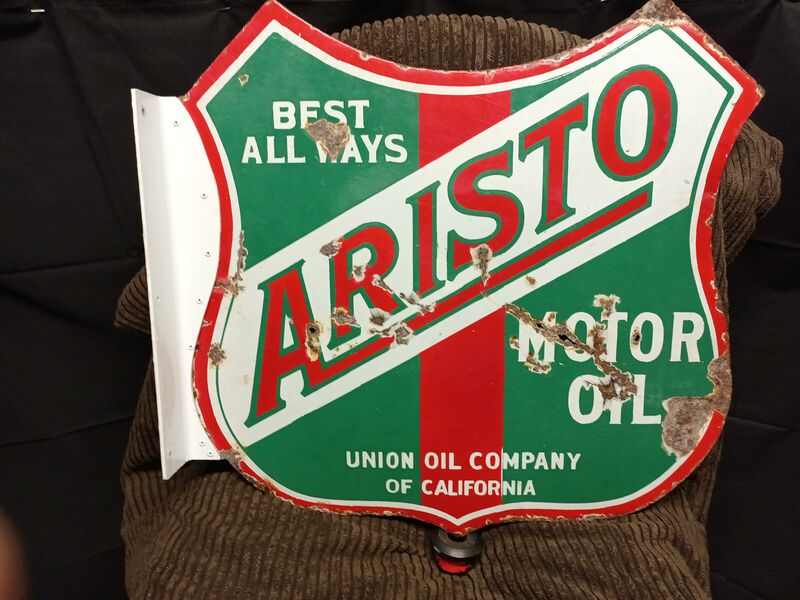 BEST
ALL WAYS
ARISTO
MOTOR
OIL
UNION OIL COMPANY
OF CALIFORNIA